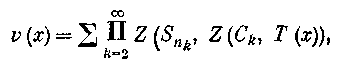 v (x) = ∑ ∏_{k=2}^{∞} Z (S_{n_k}, Z (C_k, T (x)),